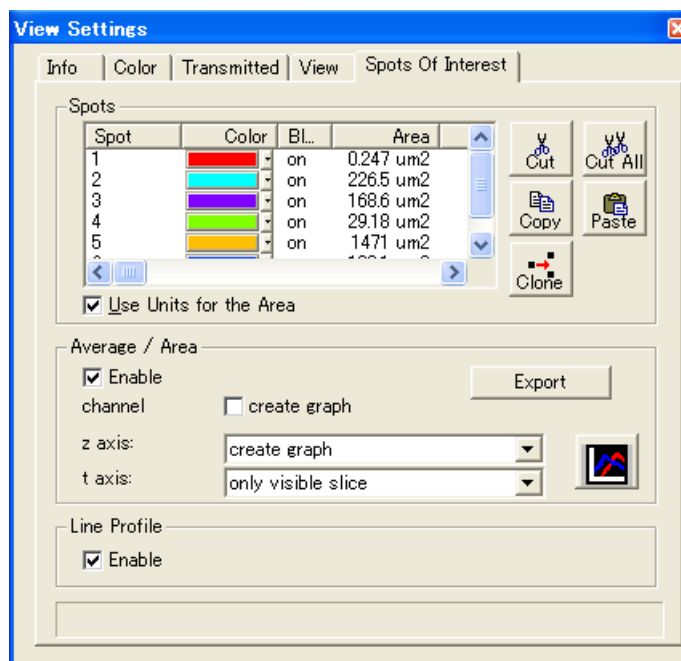 View Settings
Info Color Transmitted View Spots Of Interest
Spots
Spot Color Bl... Area
1 on 0.247 um2
2 on 226.5 um2
3 on 168.6 um2
4 on 29.18 um2
5 on 1471 um2
Cut Cut All
Copy Paste
Clone
Use Units for the Area
Average / Area
Enable
Export
channel create graph
z axis: create graph
t axis: only visible slice
Line Profile
Enable